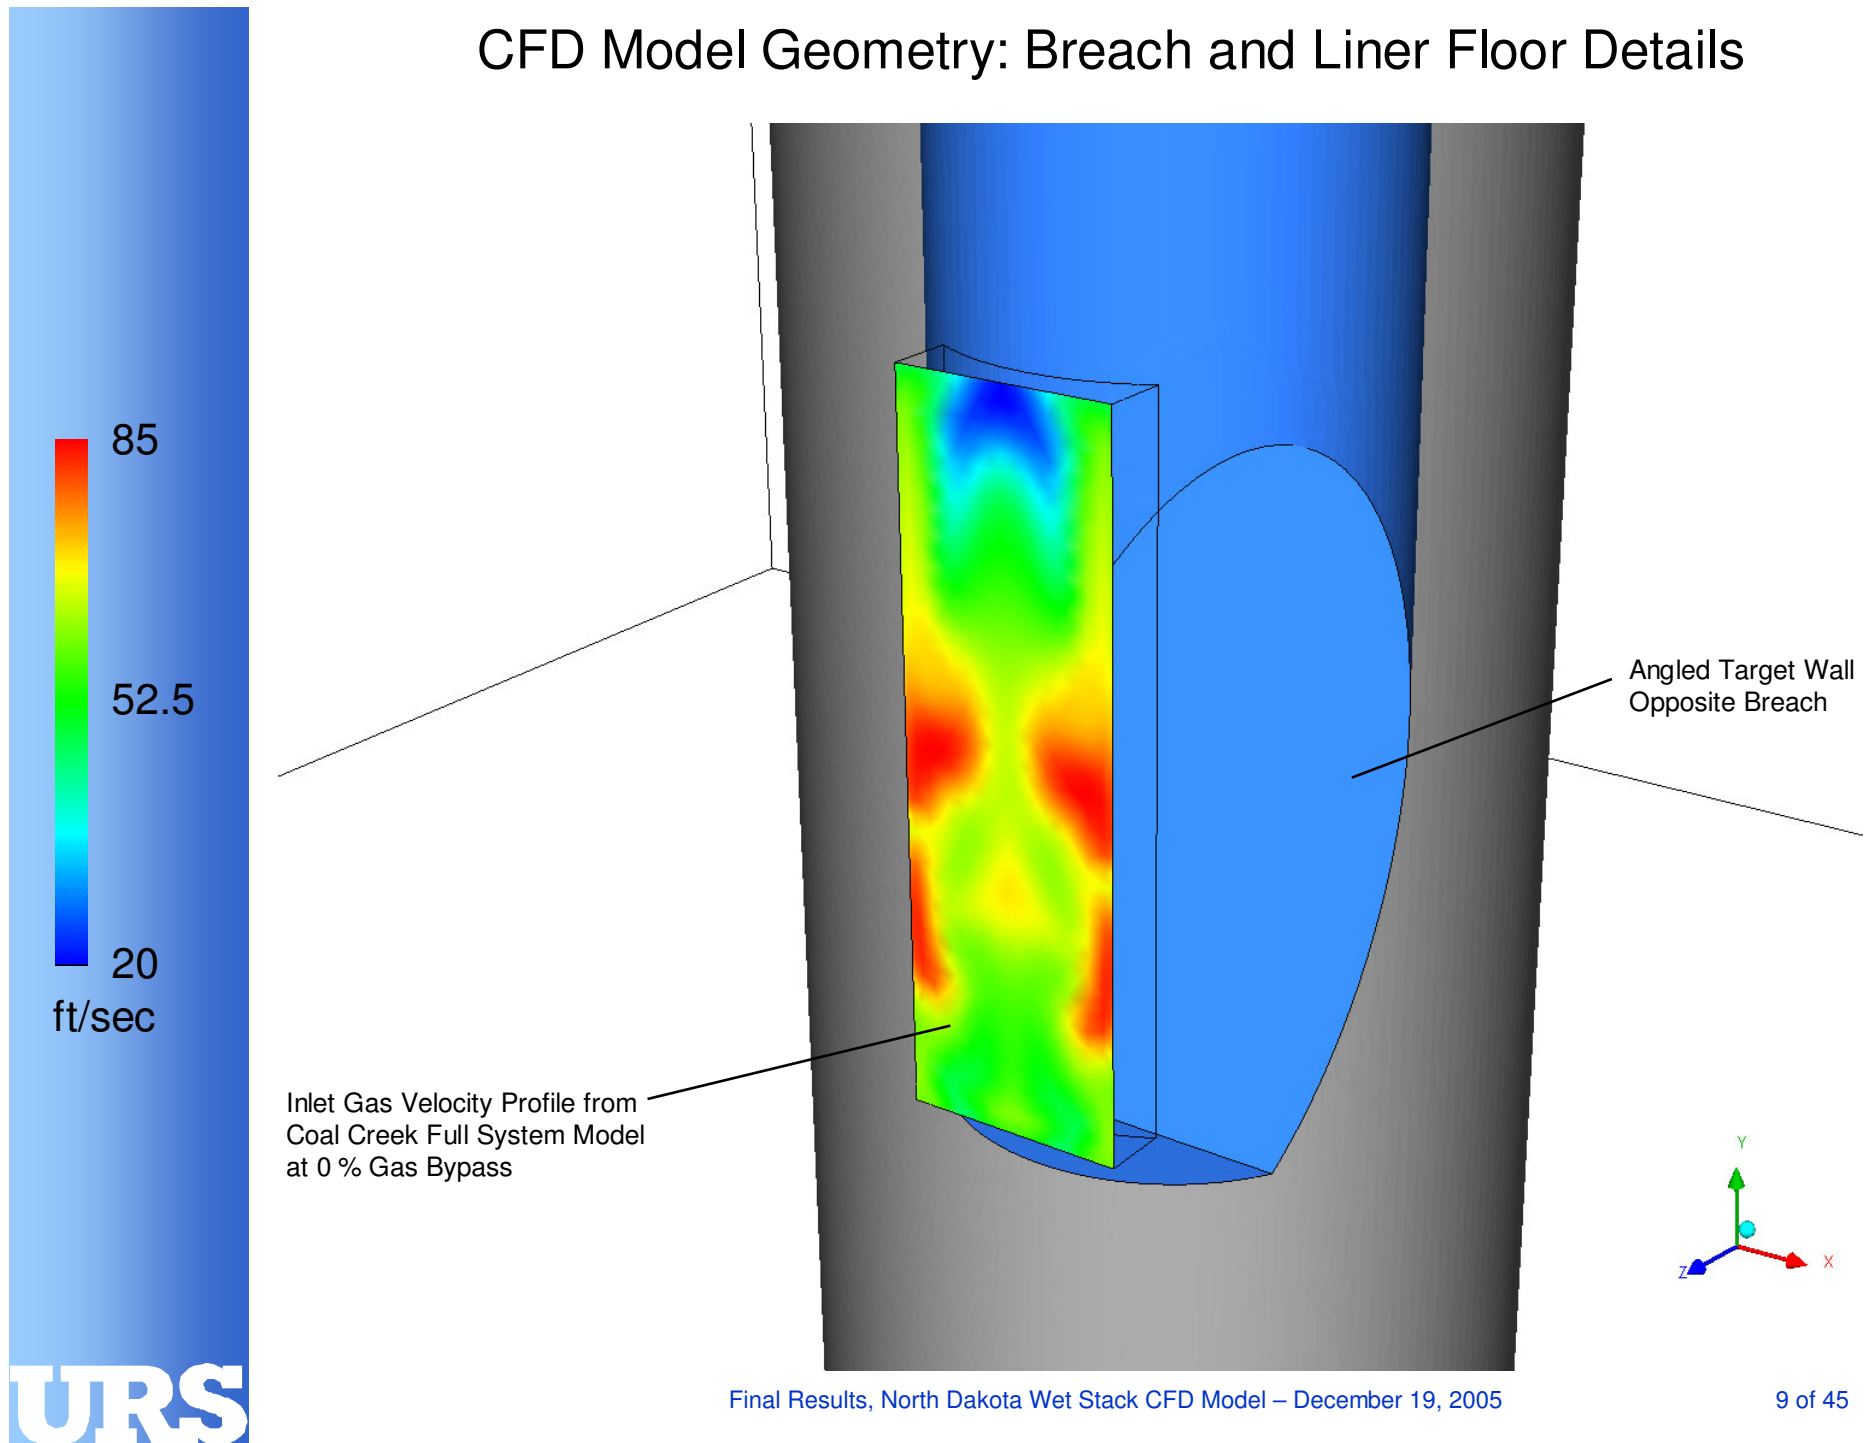 CFD Model Geometry: Breach and Liner Floor Details
85
52.5
20
ft/sec
Angled Target Wall
Opposite Breach
Inlet Gas Velocity Profile from
Coal Creek Full System Model
at 0 % Gas Bypass
Y
Z
X
URS
Final Results, North Dakota Wet Stack CFD Model – December 19, 2005
9 of 45